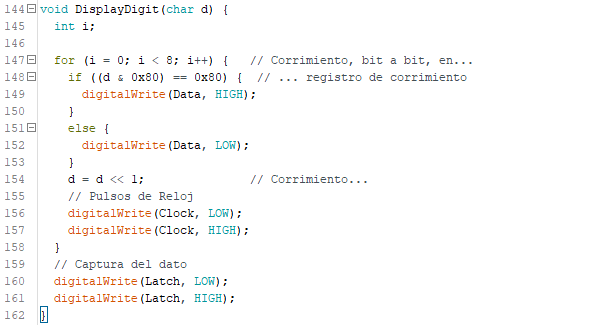 144 void DisplayDigit(char d) {
145   int i;
146
147   for (i = 0; i < 8; i++) {   // Corrimiento, bit a bit, en...
148     if ((d & 0x80) == 0x80) {  // ... registro de corrimiento
149       digitalWrite(Data, HIGH);
150     }
151     else {
152       digitalWrite(Data, LOW);
153     }
154     d = d << 1;               // Corrimiento...
155     // Pulsos de Reloj
156     digitalWrite(Clock, LOW);
157     digitalWrite(Clock, HIGH);
158   }
159   // Captura del dato
160   digitalWrite(Latch, LOW);
161   digitalWrite(Latch, HIGH);
162 }